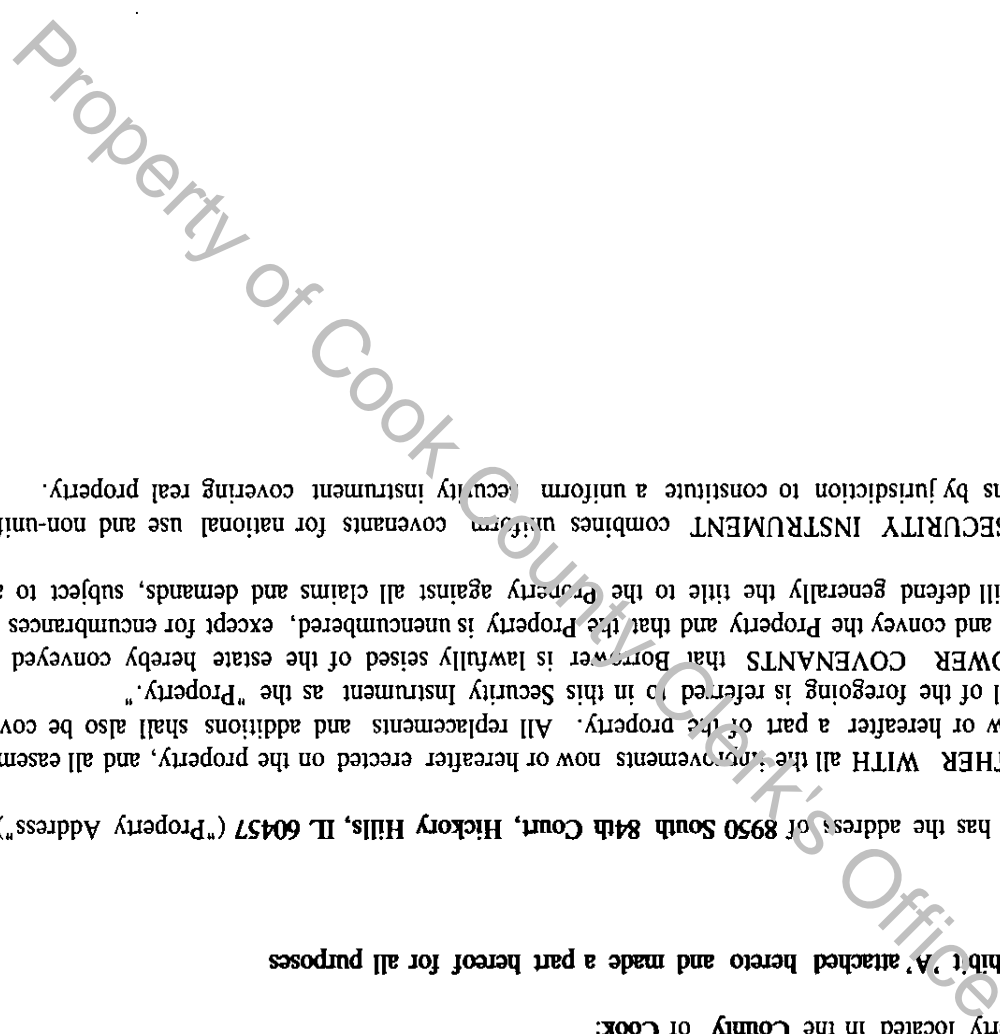 ty located in the County of Cook:
hibit 'A' attached hereto and made a part hereof for all purposes
has the address of 8950 South 84th Court, Hickory Hills, IL 60457 ("Property Address")
THER WITH all the improvements now or hereafter erected on the property, and all easem
w or hereafter a part of the property. All replacements and additions shall also be cov
l of the foregoing is referred to in this Security Instrument as the "Property."
OWER COVENANTS that Borrower is lawfully seised of the estate hereby conveyed
and convey the Property and that the Property is unencumbered, except for encumbrances
ill defend generally the title to the Property against all claims and demands, subject to a
SECURITY INSTRUMENT combines uniform covenants for national use and non-unif
ns by jurisdiction to constitute a uniform security instrument covering real property.
Property of Cook County Clerk's Office